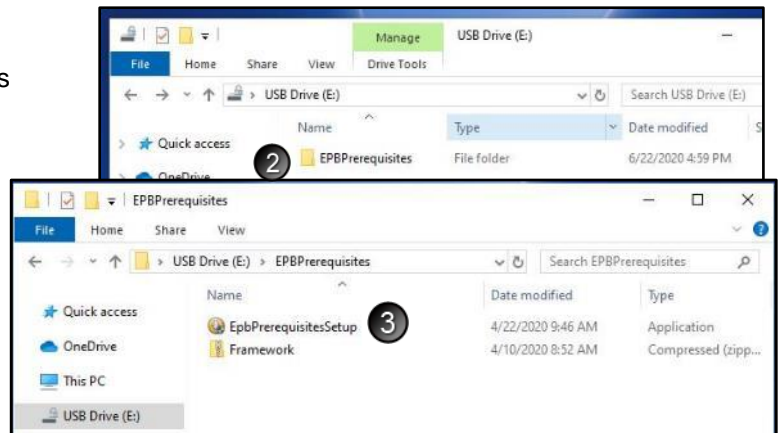 s
Manage
USB Drive (E:)
File Home Share View Drive Tools
USB Drive (E:)
Search USB Drive (E:)
Name Type Date modified S
Quick access
2 EPBPrerequisites File folder 6/22/2020 4:59 PM
OneDrive
EPBPrerequisites
File Home Share View
USB Drive (E:) > EPBPrerequisites
Search EPBPrerequisites
Name Date modified Type
Quick access
EpbPrerequisitesSetup 3 4/22/2020 9:46 AM Application
OneDrive
Framework 4/10/2020 8:52 AM Compressed (zipp...
This PC
USB Drive (E:)